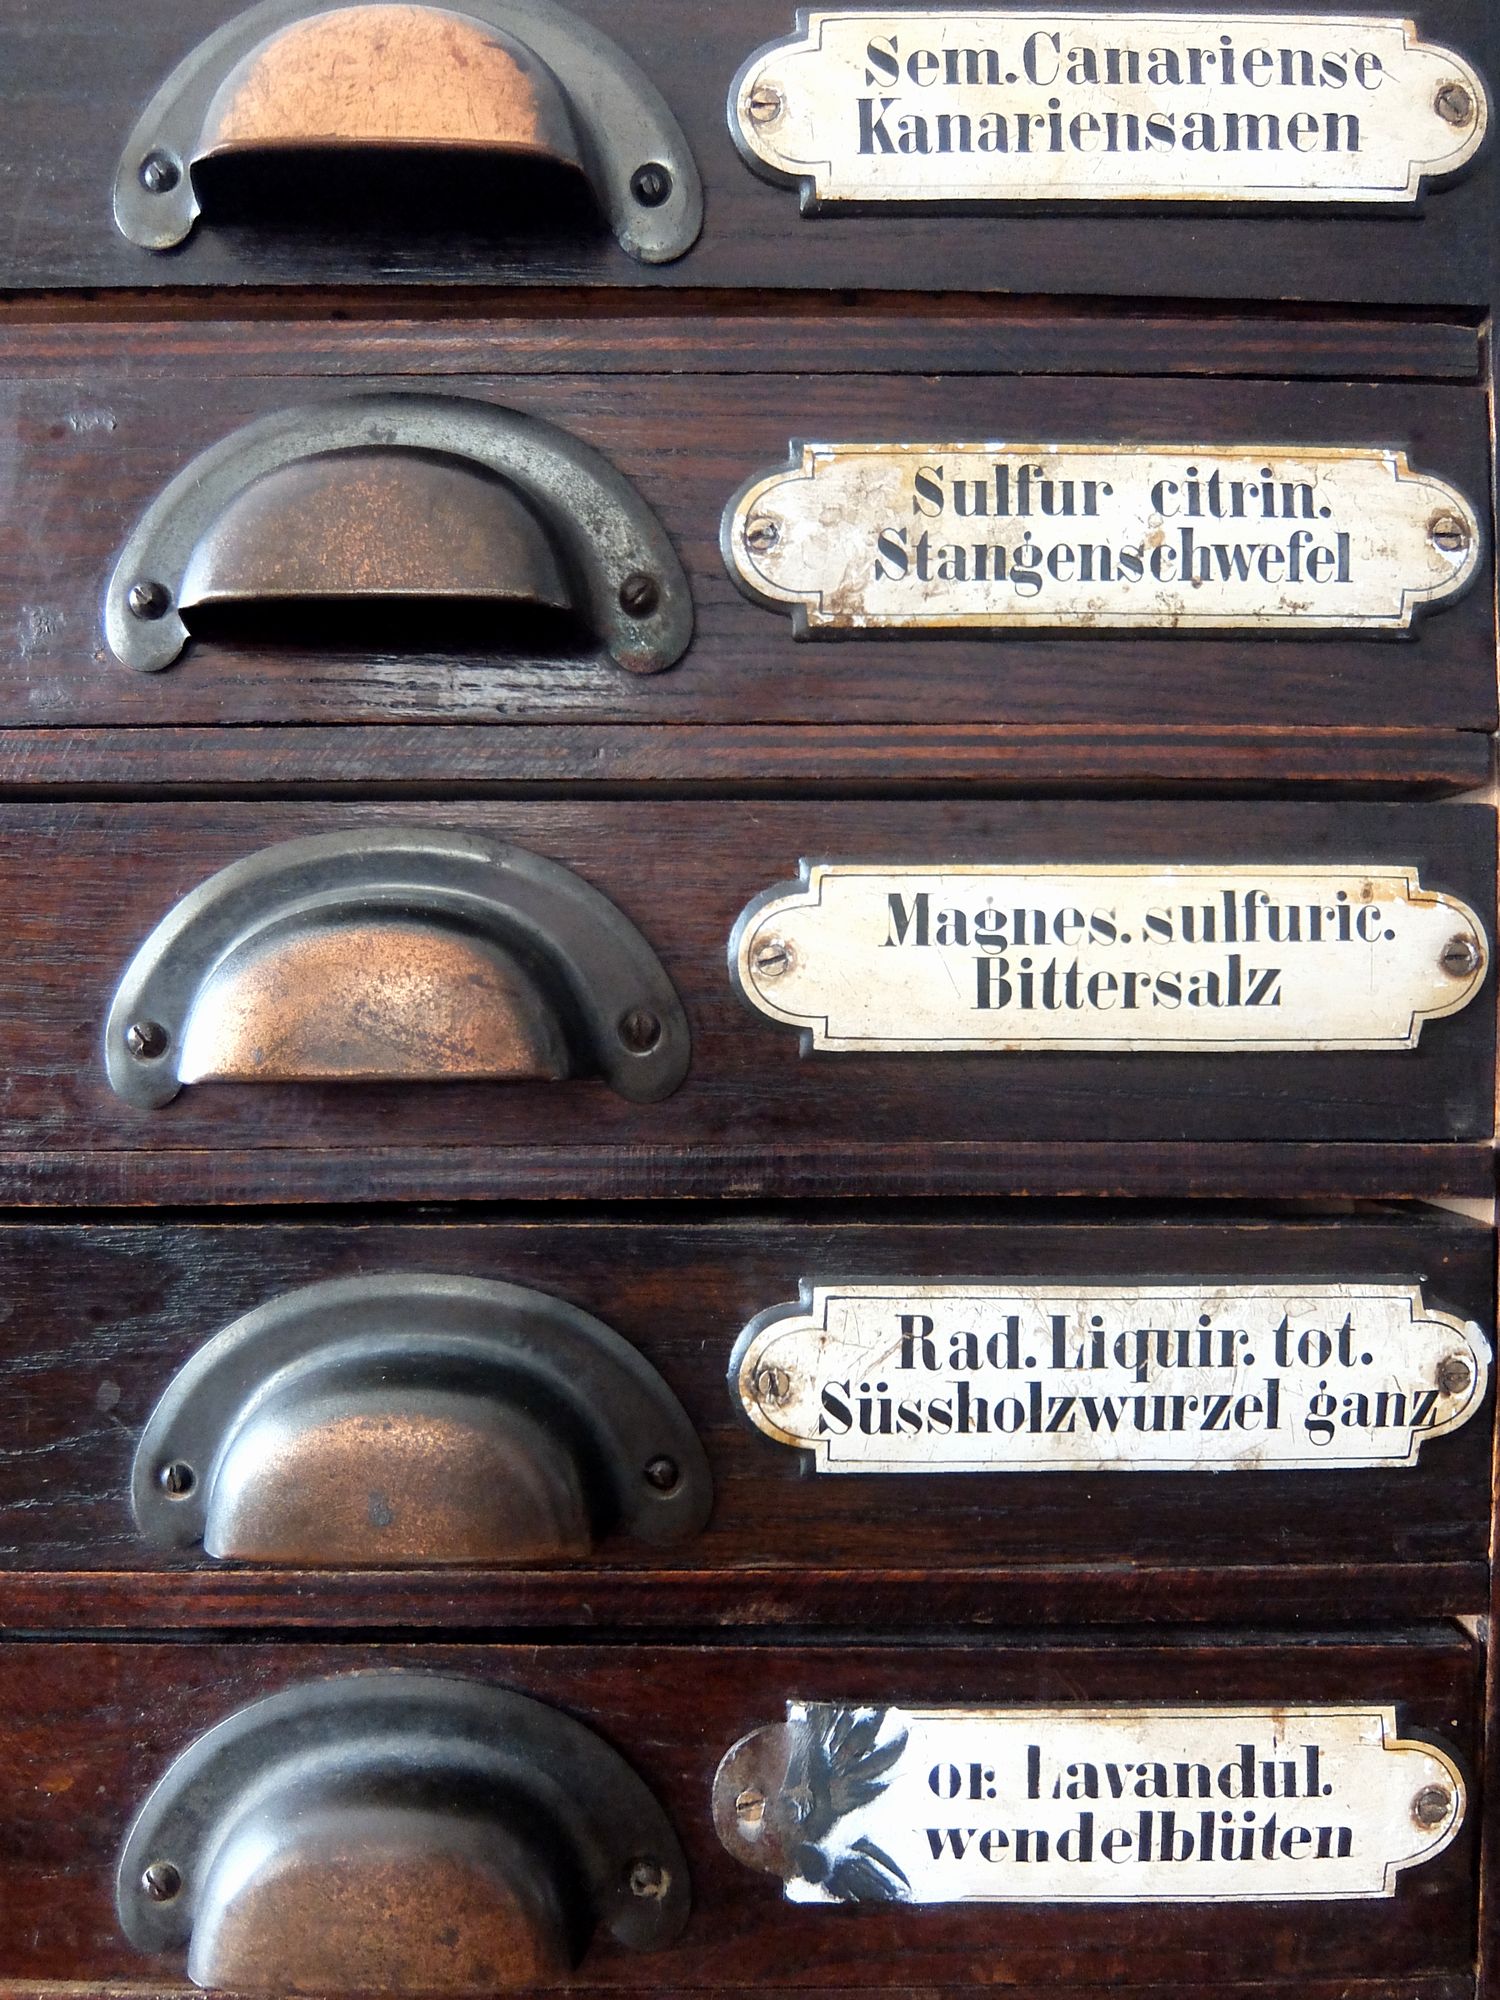 Sem. Canariense
Kanariensamen
Sulfur citrin.
Stangenschwefel
Magnes. sulfuric.
Bittersalz
Rad. Liquir. tot.
Süssholzwurzel ganz
or. Lavandul.
wendelblüten